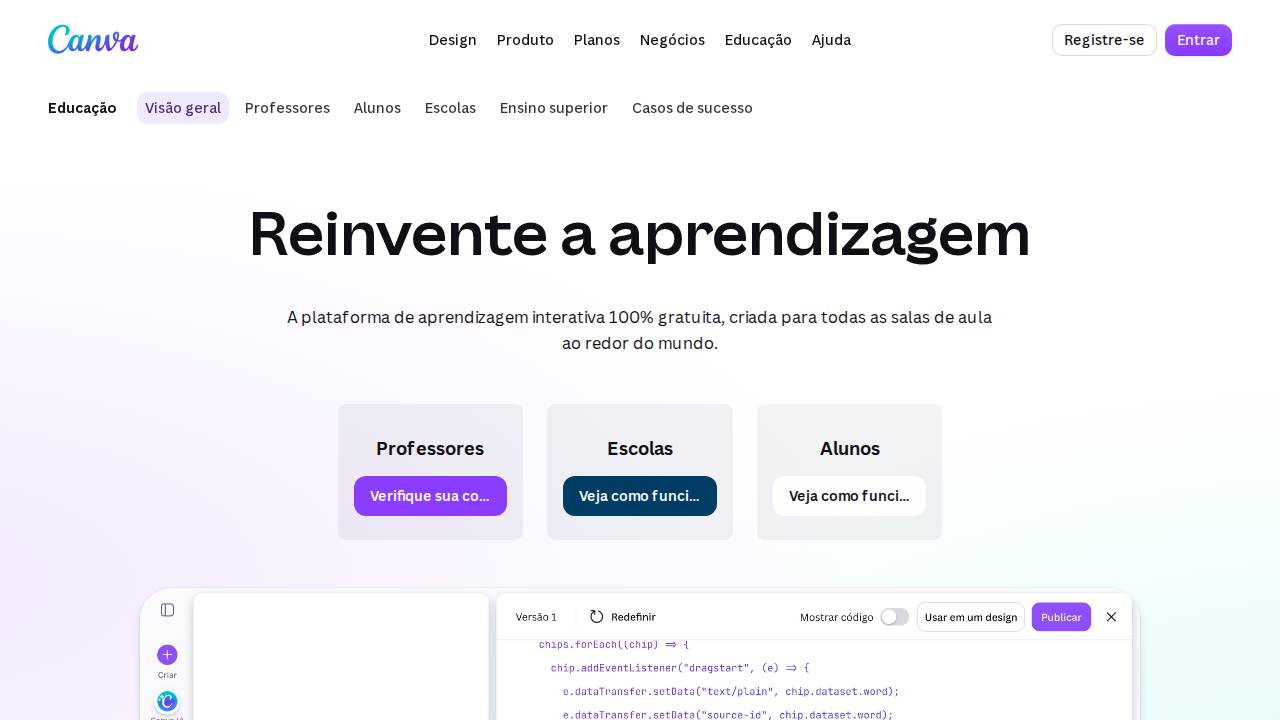 Canva
Design Produto Planos Negócios Educação Ajuda
Registre-se Entrar
Educação Visão geral Professores Alunos Escolas Ensino superior Casos de sucesso
Reinvente a aprendizagem
A plataforma de aprendizagem interativa 100% gratuita, criada para todas as salas de aula
ao redor do mundo.
Professores
Verifique sua co...
Escolas
Veja como funci...
Alunos
Veja como funci...
Criar
Versão 1 Redefinir Mostrar código Usar em um design Publicar
chips.forEach((chip) => {
chip.addEventListener("dragstart", (e) => {
e.dataTransfer.setData("text/plain", chip.dataset.word);
e.dataTransfer.setData("source-id", chip.dataset.word);